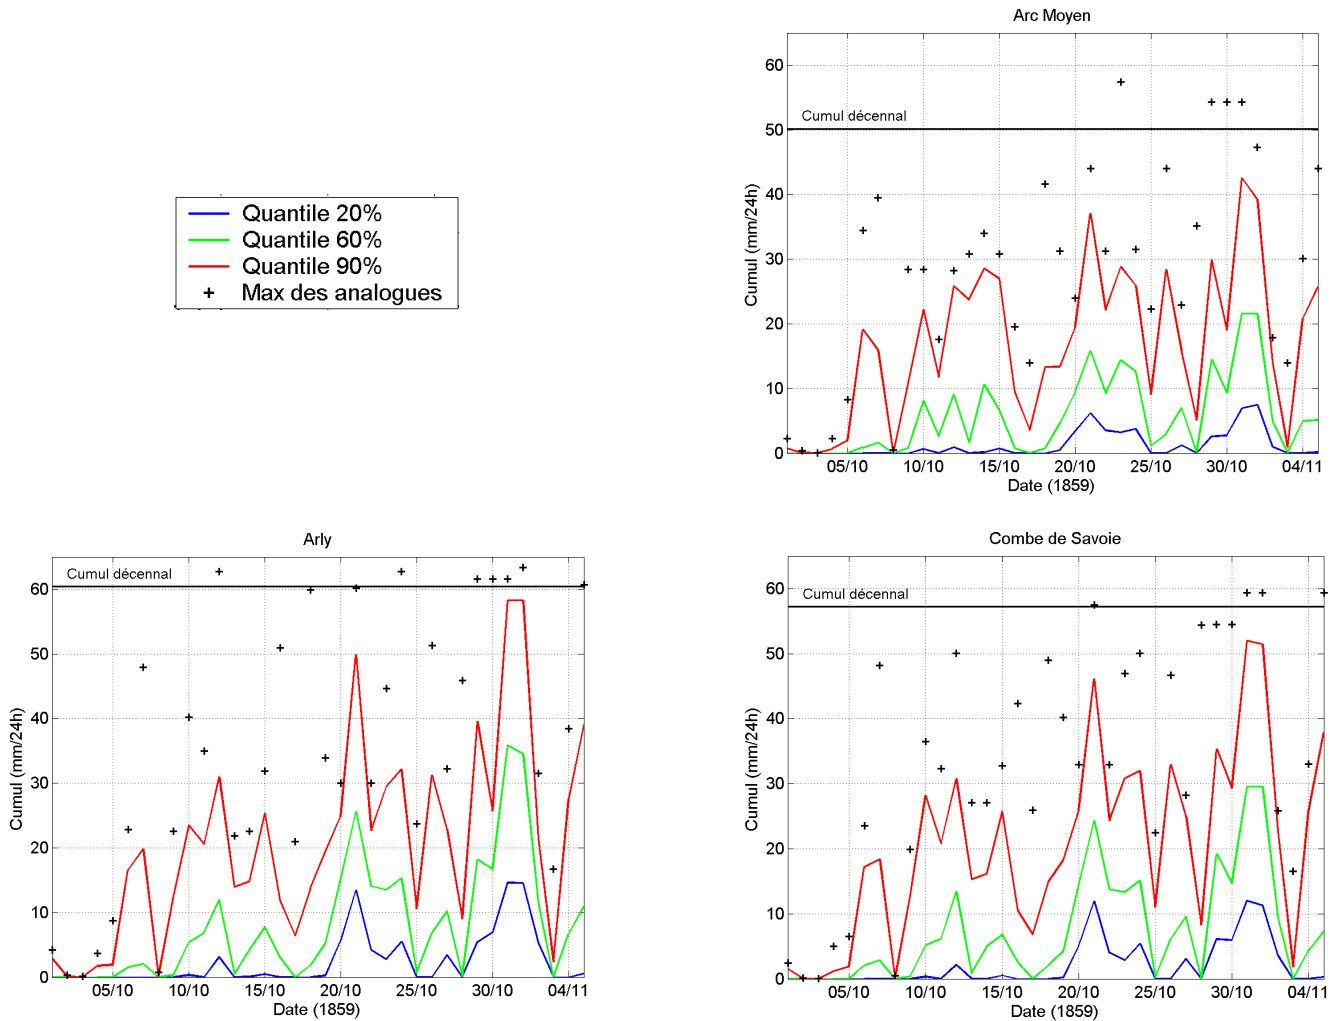 Arc Moyen
60
50
40
30
20
10
0
Cumul décennal
Cumul (mm/24h)
05/10 10/10 15/10 20/10 25/10 30/10 04/11
Date (1859)
Quantile 20%
Quantile 60%
Quantile 90%
Max des analogues
Arly
60
50
40
30
20
10
0
Cumul décennal
Cumul (mm/24h)
05/10 10/10 15/10 20/10 25/10 30/10 04/11
Date (1859)
Combe de Savoie
60
50
40
30
20
10
0
Cumul décennal
Cumul (mm/24h)
05/10 10/10 15/10 20/10 25/10 30/10 04/11
Date (1859)